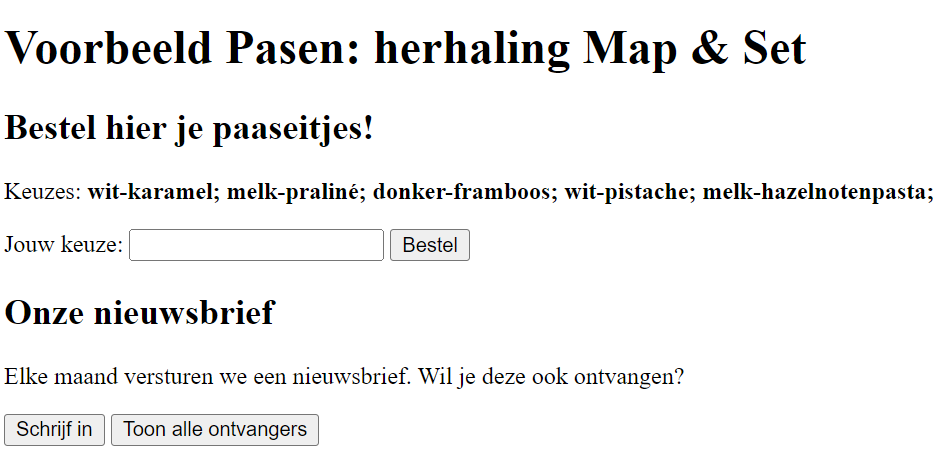 Voorbeeld Pasen: herhaling Map & Set
Bestel hier je paaseitjes!
Keuzes: wit-karamel; melk-praliné; donker-framboos; wit-pistache; melk-hazelnotenpasta;
Jouw keuze: Bestel
Onze nieuwsbrief
Elke maand versturen we een nieuwsbrief. Wil je deze ook ontvangen?
Schrijf in Toon alle ontvangers